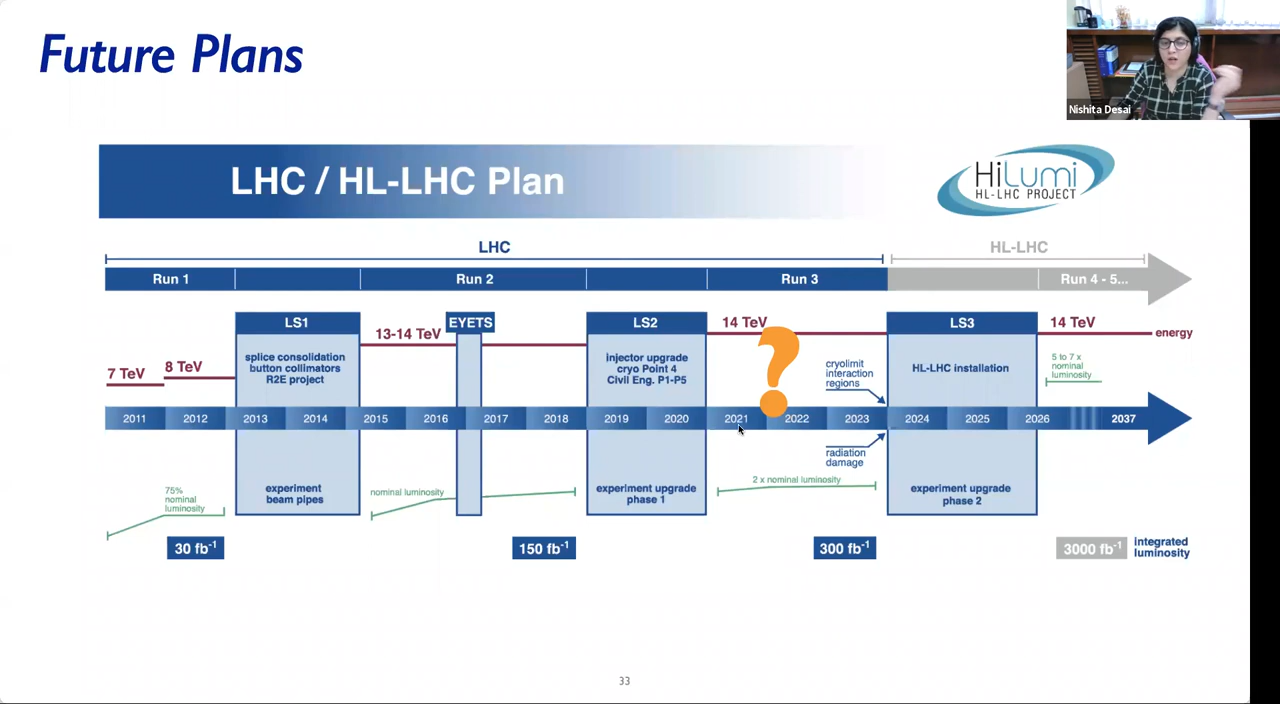 Future Plans
Nishita Desai
LHC / HL-LHC Plan
HiLumi
HL-LHC PROJECT
LHC
HL-LHC
Run 1
Run 2
Run 3
Run 4 - 5...
LS1
EYETS
LS2
LS3
7 TeV
8 TeV
13-14 TeV
14 TeV
14 TeV
energy
splice consolidation
button collimators
R2E project
injector upgrade
cryo Point 4
Civil Eng. P1-P5
?
cryolimit
interaction
regions
HL-LHC installation
5 to 7 x
nominal
luminosity
2011
2012
2013
2014
2015
2016
2017
2018
2019
2020
2021
2022
2023
2024
2025
2026
2037
radiation
damage
75%
nominal
luminosity
experiment
beam pipes
nominal luminosity
experiment upgrade
phase 1
2 x nominal luminosity
experiment upgrade
phase 2
30 fb⁻¹
150 fb⁻¹
300 fb⁻¹
3000 fb⁻¹
integrated
luminosity
33